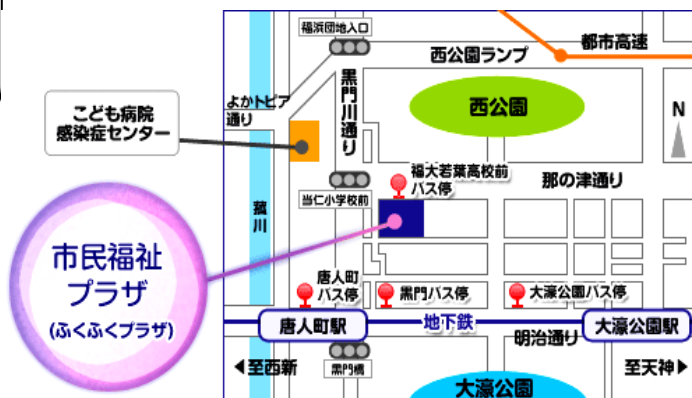 福浜団地入口
都市高速
西公園ランプ
よかトピア
通り
黒門川通り
西公園
N
こども病院
感染症センター
福大若葉高校前
バス停
那の津通り
当仁小学校前
菰川
市民福祉
プラザ
(ふくふくプラザ)
唐人町
バス停
黒門バス停
大濠公園バス停
唐人町駅
地下鉄
大濠公園駅
明治通り
◀至西新
黒門橋
至天神▶
大濠公園